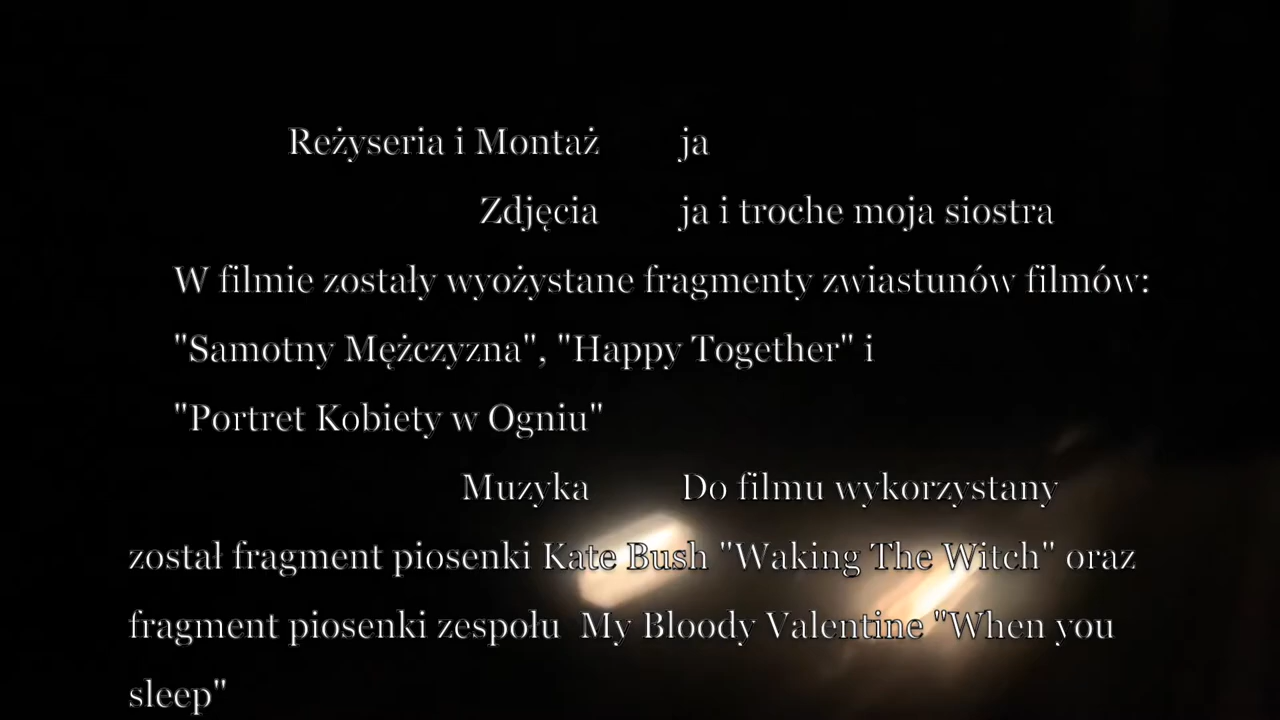 Reżyseria i Montaż ja
Zdjęcia ja i troche moja siostra
W filmie zostały wyożystane fragmenty zwiastunów filmów:
"Samotny Mężczyzna", "Happy Together" i
"Portret Kobiety w Ogniu"
Muzyka Do filmu wykorzystany
został fragment piosenki Kate Bush "Waking The Witch" oraz
fragment piosenki zespołu My Bloody Valentine "When you
sleep"